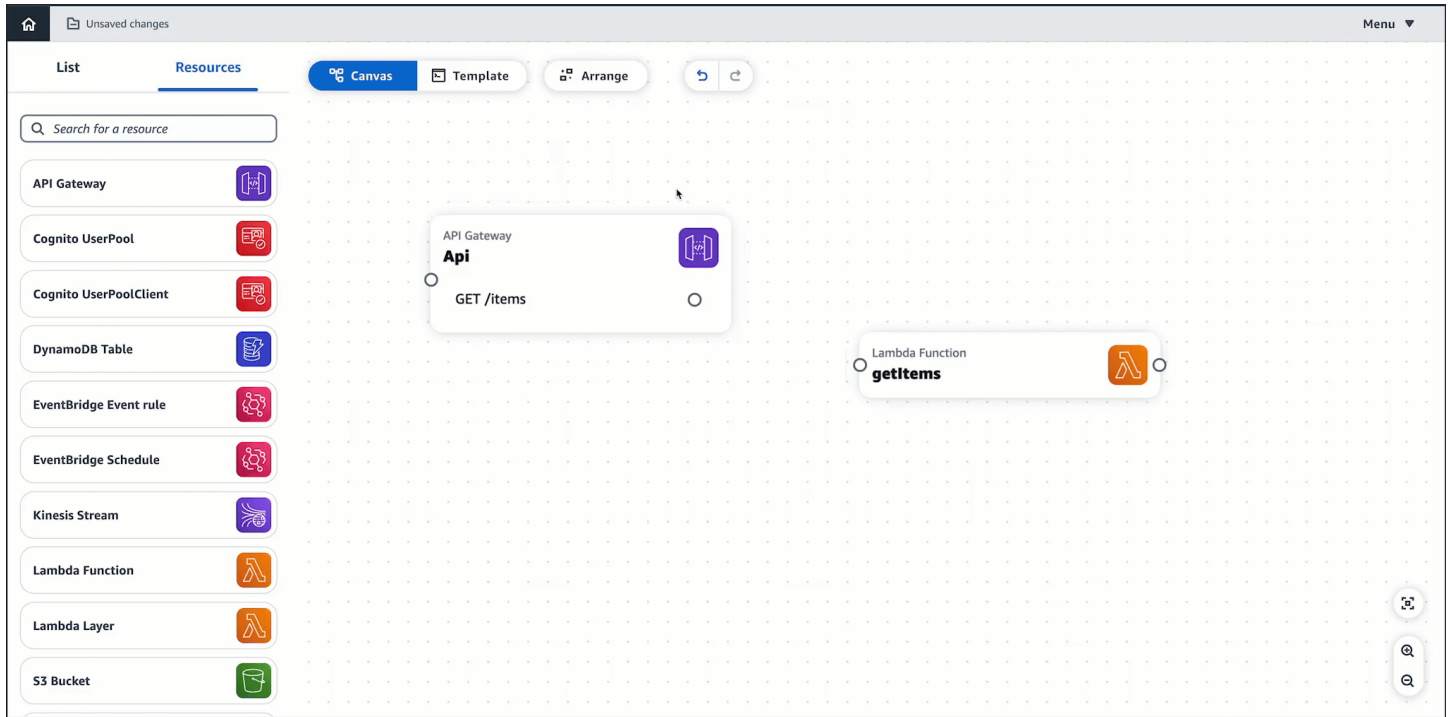 Unsaved changes
Menu
List
Resources
Canvas
Template
Arrange
Search for a resource
API Gateway
Cognito UserPool
Cognito UserPoolClient
DynamoDB Table
EventBridge Event rule
EventBridge Schedule
Kinesis Stream
Lambda Function
Lambda Layer
S3 Bucket
API Gateway
Api
GET /items
Lambda Function
getItems